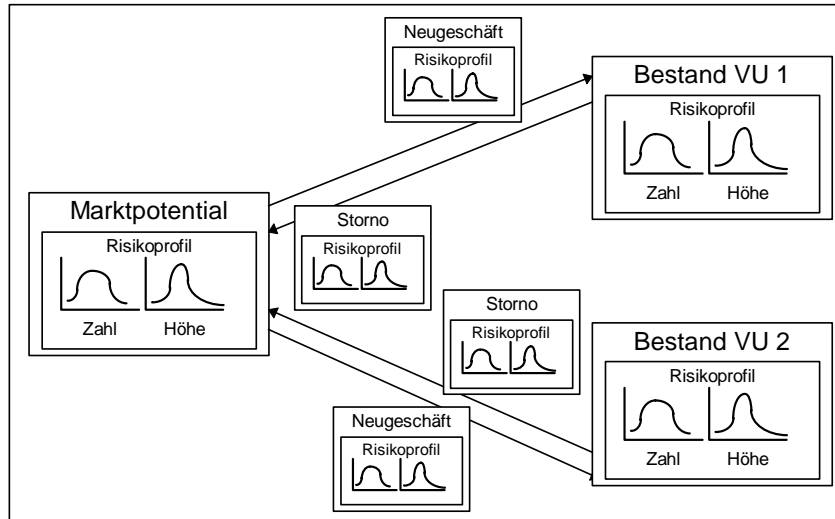 Neugeschäft
Risikoprofil
Bestand VU 1
Risikoprofil
Zahl Höhe
Marktpotential
Risikoprofil
Zahl Höhe
Storno
Risikoprofil
Storno
Risikoprofil
Bestand VU 2
Risikoprofil
Zahl Höhe
Neugeschäft
Risikoprofil